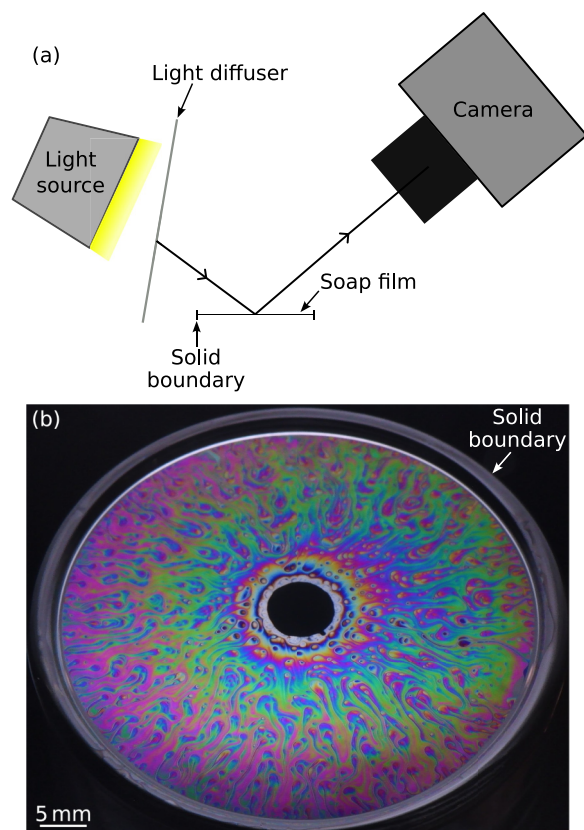 (a)
Light diffuser
Camera
Light
source
Soap film
Solid
boundary
(b)
Solid
boundary
5 mm